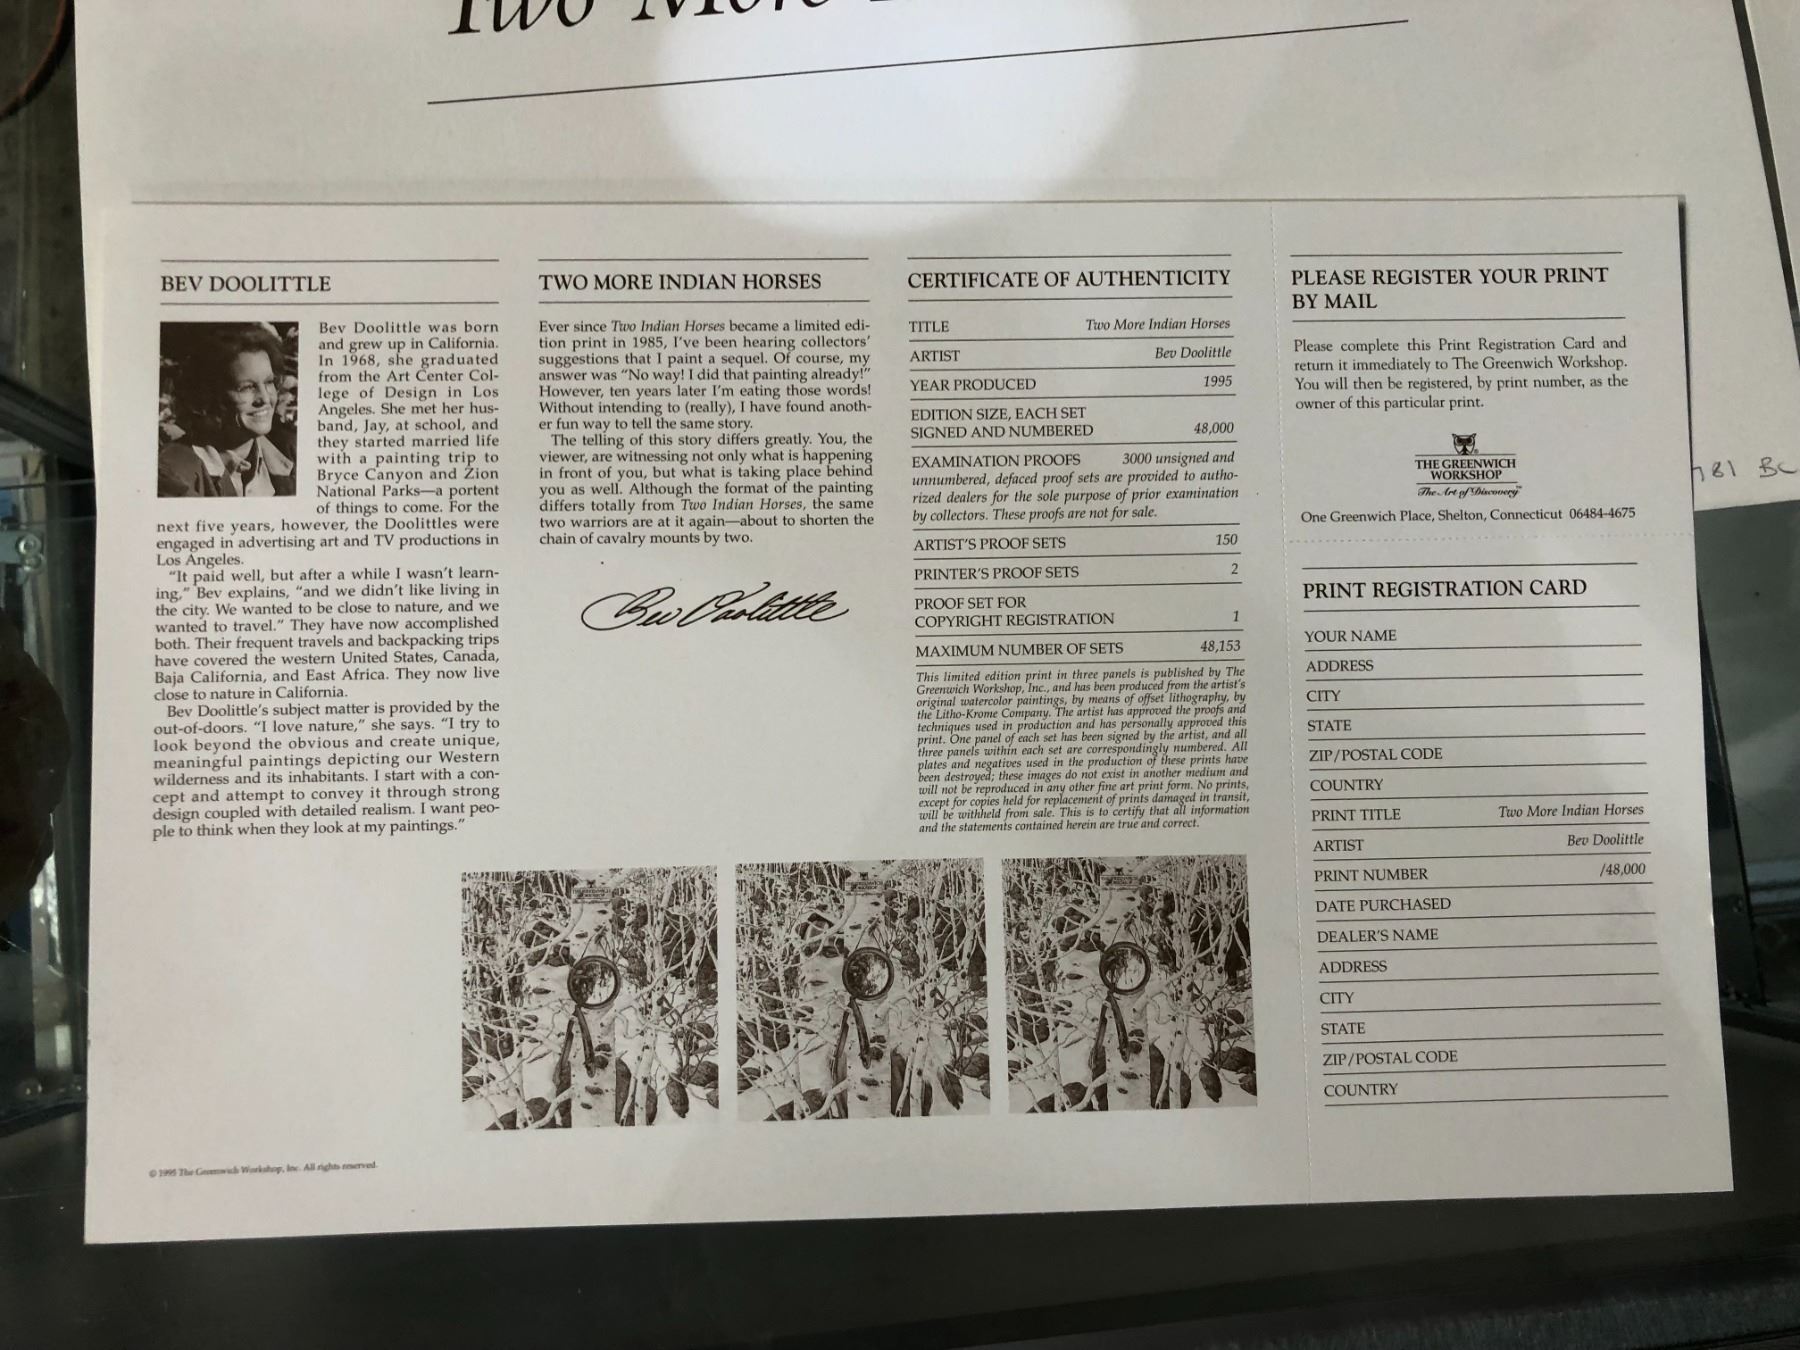 Two More
BEV DOOLITTLE
Bev Doolittle was born
and grew up in California.
In 1968, she graduated
from the Art Center Col-
lege of Design in Los
Angeles. She met her hus-
band, Jay, at school, and
they started married life
with a painting trip to
Bryce Canyon and Zion
National Parks—a portent
of things to come. For the
next five years, however, the Doolittles were
engaged in advertising art and TV productions in
Los Angeles.
"It paid well, but after a while I wasn't learn-
ing," Bev explains, "and we didn't like living in
the city. We wanted to be close to nature, and we
wanted to travel." They have now accomplished
both. Their frequent travels and backpacking trips
have covered the western United States, Canada,
Baja California, and East Africa. They now live
close to nature in California.
Bev Doolittle's subject matter is provided by the
out-of-doors. "I love nature," she says. "I try to
look beyond the obvious and create unique,
meaningful paintings depicting our Western
wilderness and its inhabitants. I start with a con-
cept and attempt to convey it through strong
design coupled with detailed realism. I want peo-
ple to think when they look at my paintings."
© 1995 The Greenwich Workshop, Inc. All rights reserved.
TWO MORE INDIAN HORSES
Ever since Two Indian Horses became a limited edi-
tion print in 1985, I've been hearing collectors'
suggestions that I paint a sequel. Of course, my
answer was "No way! I did that painting already!"
However, ten years later I'm eating those words!
Without intending to (really), I have found anoth-
er fun way to tell the same story.
The telling of this story differs greatly. You, the
viewer, are witnessing not only what is happening
in front of you, but what is taking place behind
you as well. Although the format of the painting
differs totally from Two Indian Horses, the same
two warriors are at it again—about to shorten the
chain of cavalry mounts by two.
Bev Doolittle
CERTIFICATE OF AUTHENTICITY
TITLE Two More Indian Horses
ARTIST Bev Doolittle
YEAR PRODUCED 1995
EDITION SIZE, EACH SET
SIGNED AND NUMBERED 48,000
EXAMINATION PROOFS 3000 unsigned and
unnumbered, defaced proof sets are provided to autho-
rized dealers for the sole purpose of prior examination
by collectors. These proofs are not for sale.
ARTIST'S PROOF SETS 150
PRINTER'S PROOF SETS 2
PROOF SET FOR
COPYRIGHT REGISTRATION 1
MAXIMUM NUMBER OF SETS 48,153
This limited edition print in three panels is published by The
Greenwich Workshop, Inc., and has been produced from the artist's
original watercolor paintings, by means of offset lithography, by
the Litho-Krome Company. The artist has approved the proofs and
techniques used in production and has personally approved this
print. One panel of each set has been signed by the artist, and all
three panels within each set are correspondingly numbered. All
plates and negatives used in the production of these prints have
been destroyed; these images do not exist in another medium and
will not be reproduced in any other fine art print form. No prints,
except for copies held for replacement of prints damaged in transit,
will be withheld from sale. This is to certify that all information
and the statements contained herein are true and correct.
PLEASE REGISTER YOUR PRINT
BY MAIL
Please complete this Print Registration Card and
return it immediately to The Greenwich Workshop.
You will then be registered, by print number, as the
owner of this particular print.
THE GREENWICH
WORKSHOP
The Art of Discovery™
One Greenwich Place, Shelton, Connecticut 06484-4675
PRINT REGISTRATION CARD
YOUR NAME
ADDRESS
CITY
STATE
ZIP/POSTAL CODE
COUNTRY
PRINT TITLE Two More Indian Horses
ARTIST Bev Doolittle
PRINT NUMBER /48,000
DATE PURCHASED
DEALER'S NAME
ADDRESS
CITY
STATE
ZIP/POSTAL CODE
COUNTRY